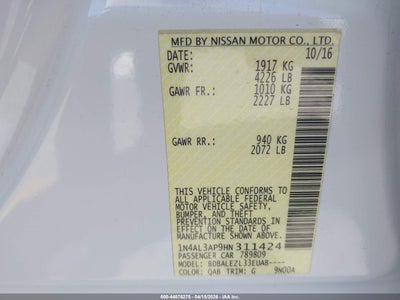 MFD BY NISSAN MOTOR CO., LTD.
DATE: 10/16
GVWR: 1917 KG
4226 LB
GAWR FR.: 1010 KG
2227 LB
GAWR RR.: 940 KG
2072 LB
THIS VEHICLE CONFORMS TO
ALL APPLICABLE FEDERAL
MOTOR VEHICLE SAFETY,
BUMPER, AND THEFT
PREVENTION STANDARDS IN
EFFECT ON THE DATE OF
MANUFACTURE SHOWN ABOVE.
1N4AL3AP9HN311424
PASSENGER CAR 789809
MODEL: BDBALEZL33EUAB----
COLOR: QAB TRIM: G 9N00A